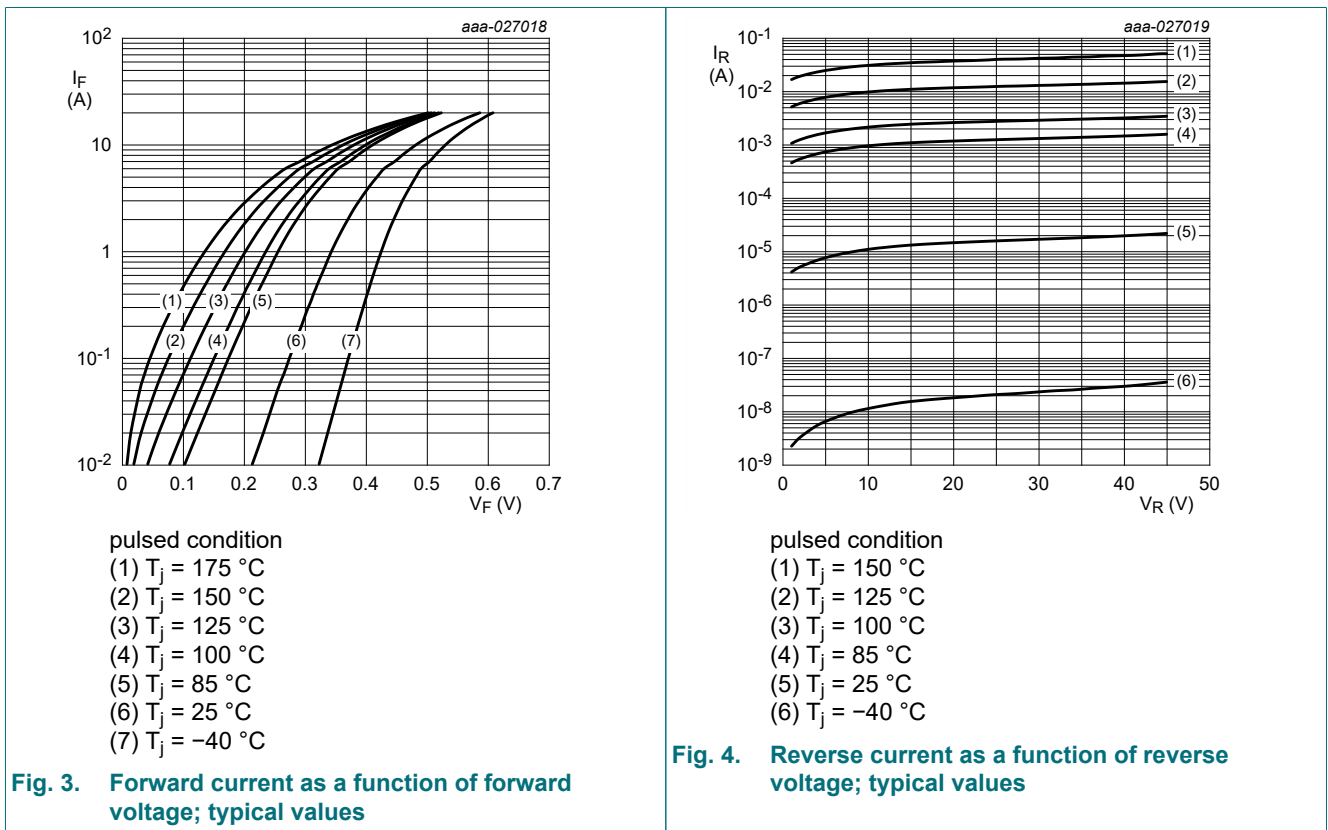 aaa-027018
10²
I_F
(A)
10
1
10⁻¹
10⁻²
(1)
(3)
(5)
(2)
(4)
(6)
(7)
0 0.1 0.2 0.3 0.4 0.5 0.6 0.7
V_F (V)
pulsed condition
(1) T_j = 175 °C
(2) T_j = 150 °C
(3) T_j = 125 °C
(4) T_j = 100 °C
(5) T_j = 85 °C
(6) T_j = 25 °C
(7) T_j = −40 °C
Fig. 3. Forward current as a function of forward
voltage; typical values
aaa-027019
10⁻¹
I_R
(A)
10⁻²
10⁻³
10⁻⁴
10⁻⁵
10⁻⁶
10⁻⁷
10⁻⁸
10⁻⁹
(1)
(2)
(3)
(4)
(5)
(6)
0 10 20 30 40 50
V_R (V)
pulsed condition
(1) T_j = 150 °C
(2) T_j = 125 °C
(3) T_j = 100 °C
(4) T_j = 85 °C
(5) T_j = 25 °C
(6) T_j = −40 °C
Fig. 4. Reverse current as a function of reverse
voltage; typical values